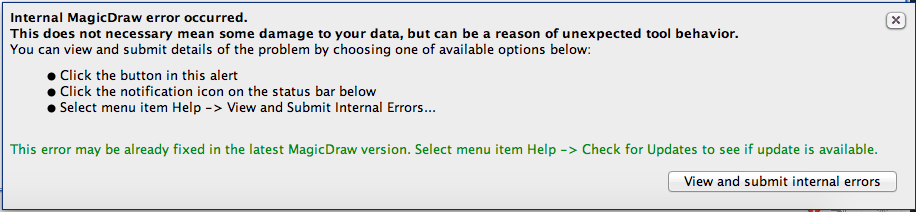 Internal MagicDraw error occurred.
This does not necessary mean some damage to your data, but can be a reason of unexpected tool behavior.
You can view and submit details of the problem by choosing one of available options below:
● Click the button in this alert
● Click the notification icon on the status bar below
● Select menu item Help -> View and Submit Internal Errors...
This error may be already fixed in the latest MagicDraw version. Select menu item Help -> Check for Updates to see if update is available.
View and submit internal errors